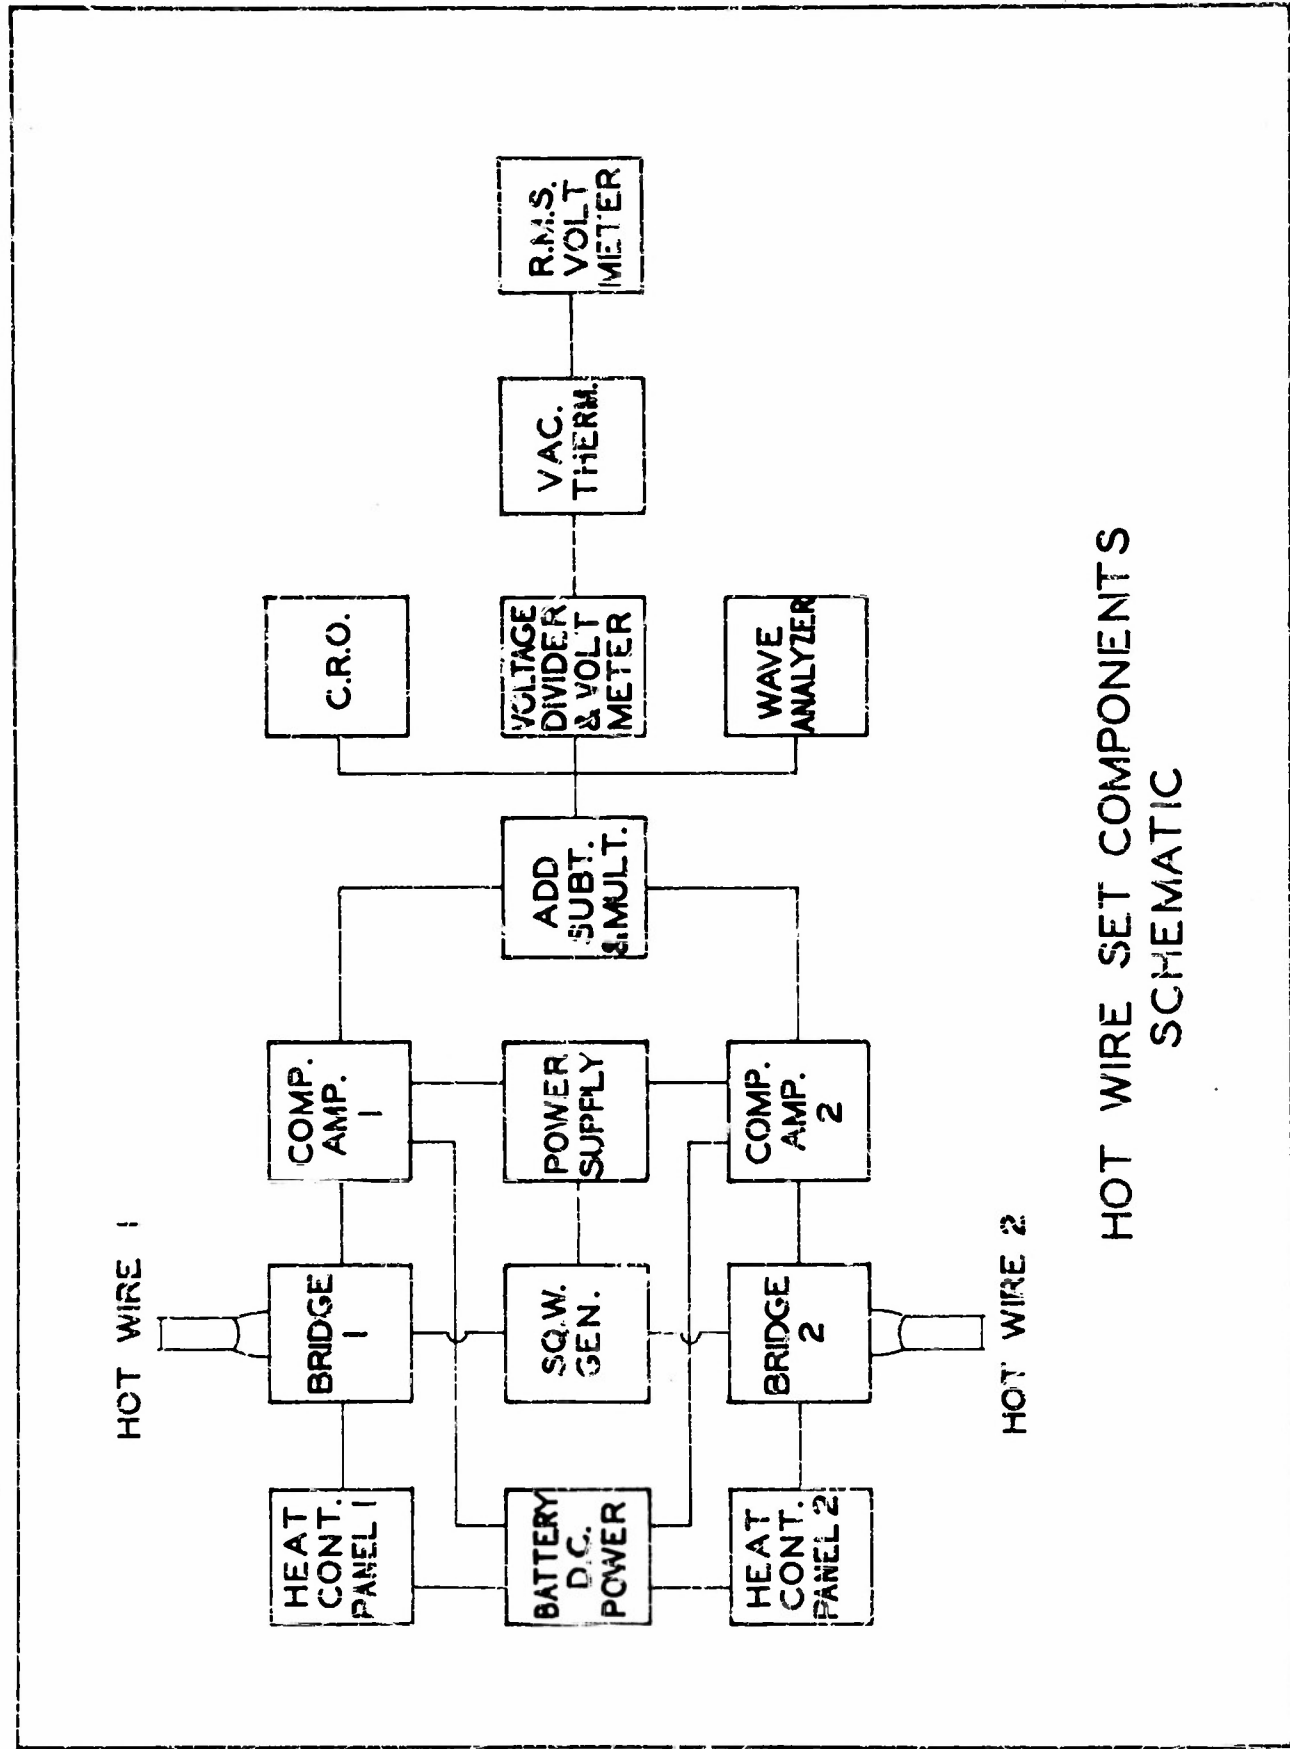 HOT WIRE 1
HEAT
CONT.
PANEL 1
BRIDGE
1
COMP.
AMP.
1
C.R.O.
BATTERY
D.C.
POWER
SQ.W.
GEN.
POWER
SUPPLY
ADD
SUBT.
& MULT.
VOLTAGE
DIVIDER
& VOLT
METER
VAC.
THERM.
R.M.S.
VOLT
METER
HEAT
CONT.
PANEL 2
BRIDGE
2
COMP.
AMP.
2
WAVE
ANALYZER
HOT WIRE 2
HOT WIRE SET COMPONENTS
SCHEMATIC